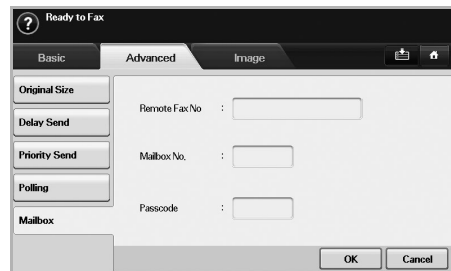 ? Ready to Fax
Basic Advanced Image
Original Size
Delay Send
Priority Send
Polling
Mailbox
Remote Fax No :
Mailbox No. :
Passcode :
OK Cancel